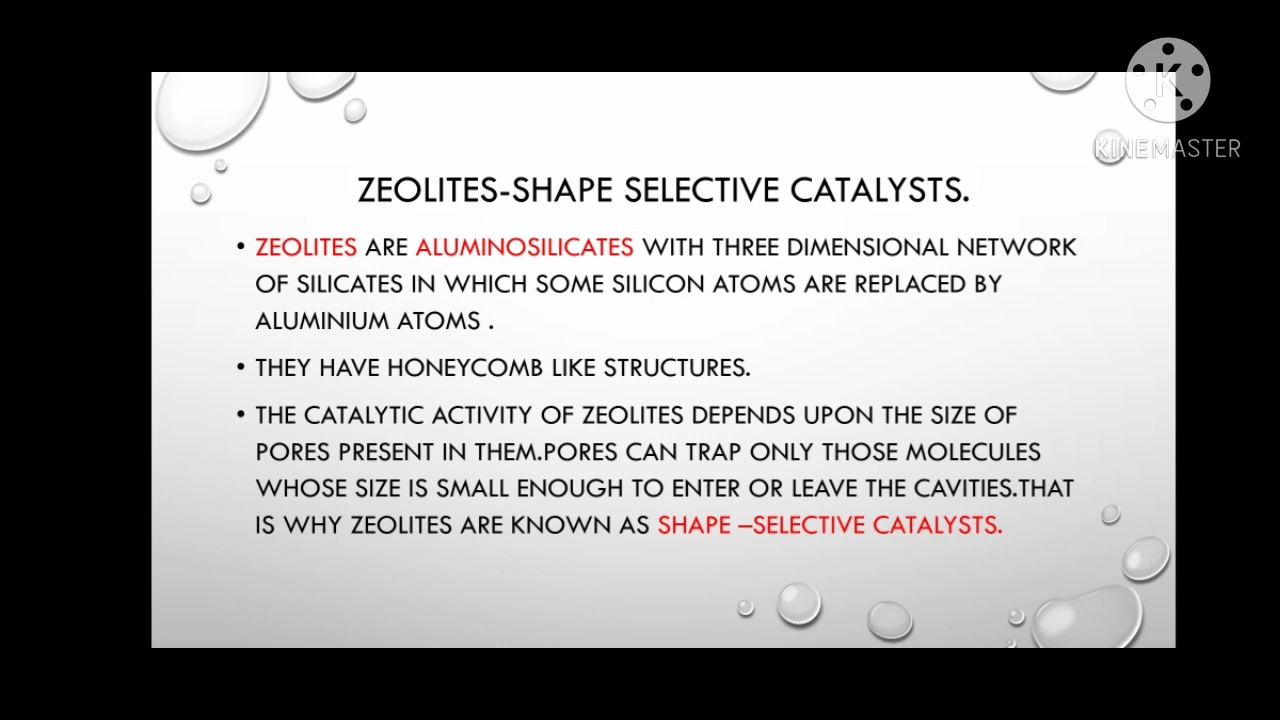 K
KINEMASTER
ZEOLITES-SHAPE SELECTIVE CATALYSTS.
• ZEOLITES ARE ALUMINOSILICATES WITH THREE DIMENSIONAL NETWORK
OF SILICATES IN WHICH SOME SILICON ATOMS ARE REPLACED BY
ALUMINIUM ATOMS .
• THEY HAVE HONEYCOMB LIKE STRUCTURES.
• THE CATALYTIC ACTIVITY OF ZEOLITES DEPENDS UPON THE SIZE OF
PORES PRESENT IN THEM.PORES CAN TRAP ONLY THOSE MOLECULES
WHOSE SIZE IS SMALL ENOUGH TO ENTER OR LEAVE THE CAVITIES.THAT
IS WHY ZEOLITES ARE KNOWN AS SHAPE –SELECTIVE CATALYSTS.